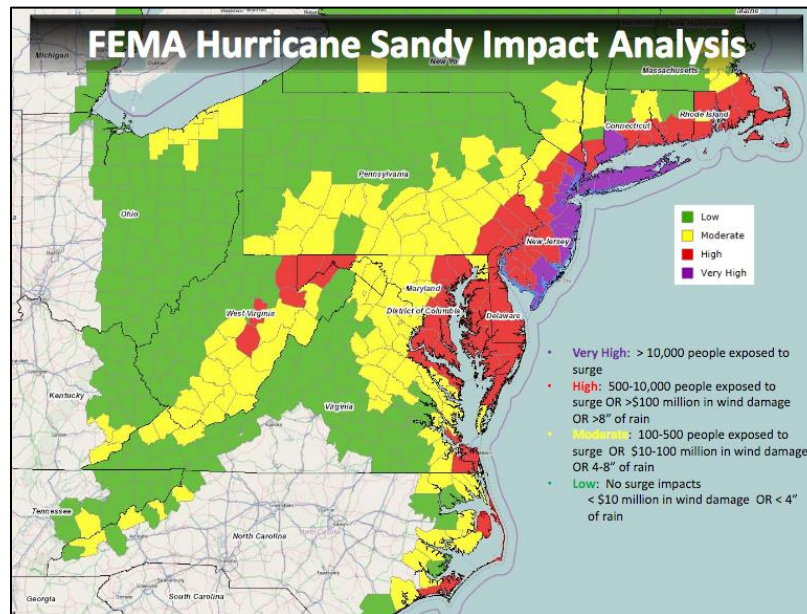 FEMA Hurricane Sandy Impact Analysis
Maine
Michigan
New Yo
Massachusetts
Rhode Island
Connecticut
Pennsylvania
Ohio
New Jersey
Low
Moderate
High
Very High
Maryland
West Virginia
District of Columbia
Delaware
Kentucky
Virginia
Tennessee
North Carolina
South Carolina
Georgia
• Very High: > 10,000 people exposed to
surge
• High: 500-10,000 people exposed to
surge OR >$100 million in wind damage
OR >8” of rain
• Moderate: 100-500 people exposed to
surge OR $10-100 million in wind damage
OR 4-8” of rain
• Low: No surge impacts
< $10 million in wind damage OR < 4”
of rain